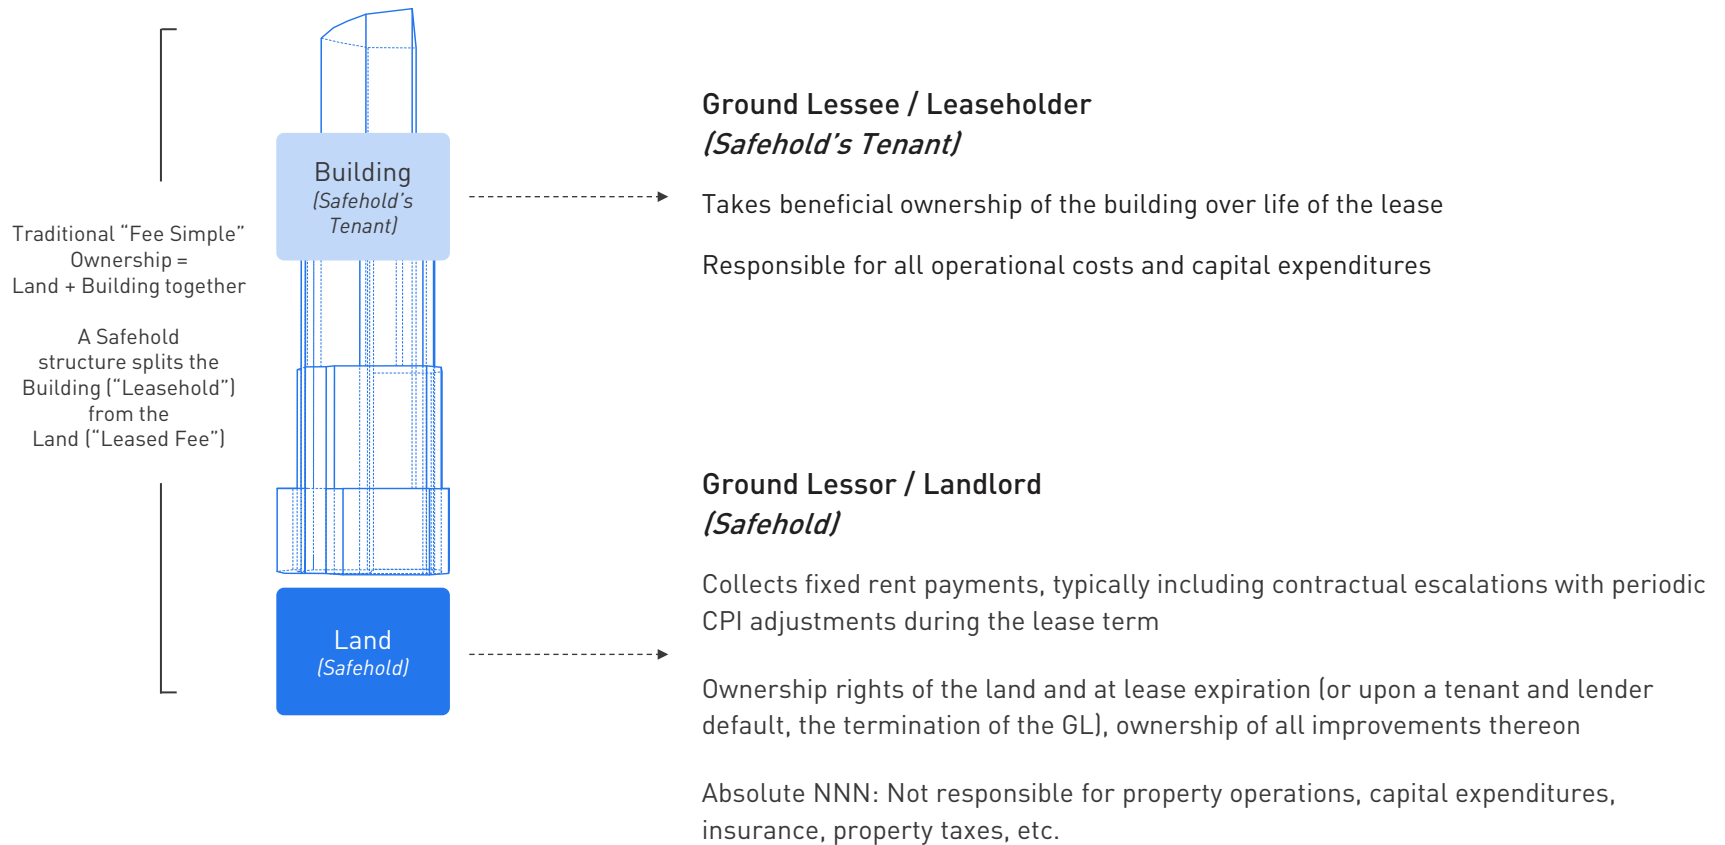 Traditional “Fee Simple”
Ownership =
Land + Building together
A Safehold
structure splits the
Building (“Leasehold”)
from the
Land (“Leased Fee”)
Building
(Safehold’s
Tenant)
Land
(Safehold)
Ground Lessee / Leaseholder
(Safehold’s Tenant)
Takes beneficial ownership of the building over life of the lease
Responsible for all operational costs and capital expenditures
Ground Lessor / Landlord
(Safehold)
Collects fixed rent payments, typically including contractual escalations with periodic
CPI adjustments during the lease term
Ownership rights of the land and at lease expiration (or upon a tenant and lender
default, the termination of the GL), ownership of all improvements thereon
Absolute NNN: Not responsible for property operations, capital expenditures,
insurance, property taxes, etc.